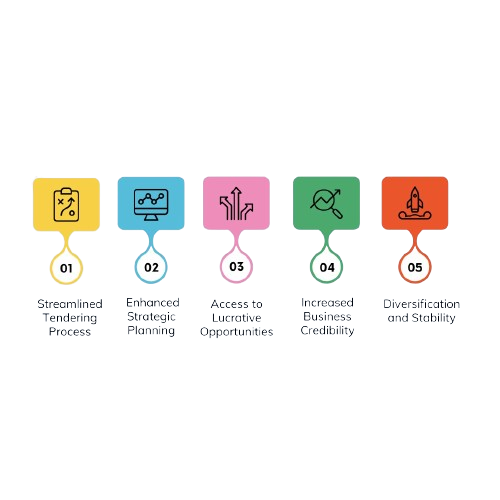 01
Streamlined
Tendering
Process
02
Enhanced
Strategic
Planning
03
Access to
Lucrative
Opportunities
04
Increased
Business
Credibility
05
Diversification
and Stability